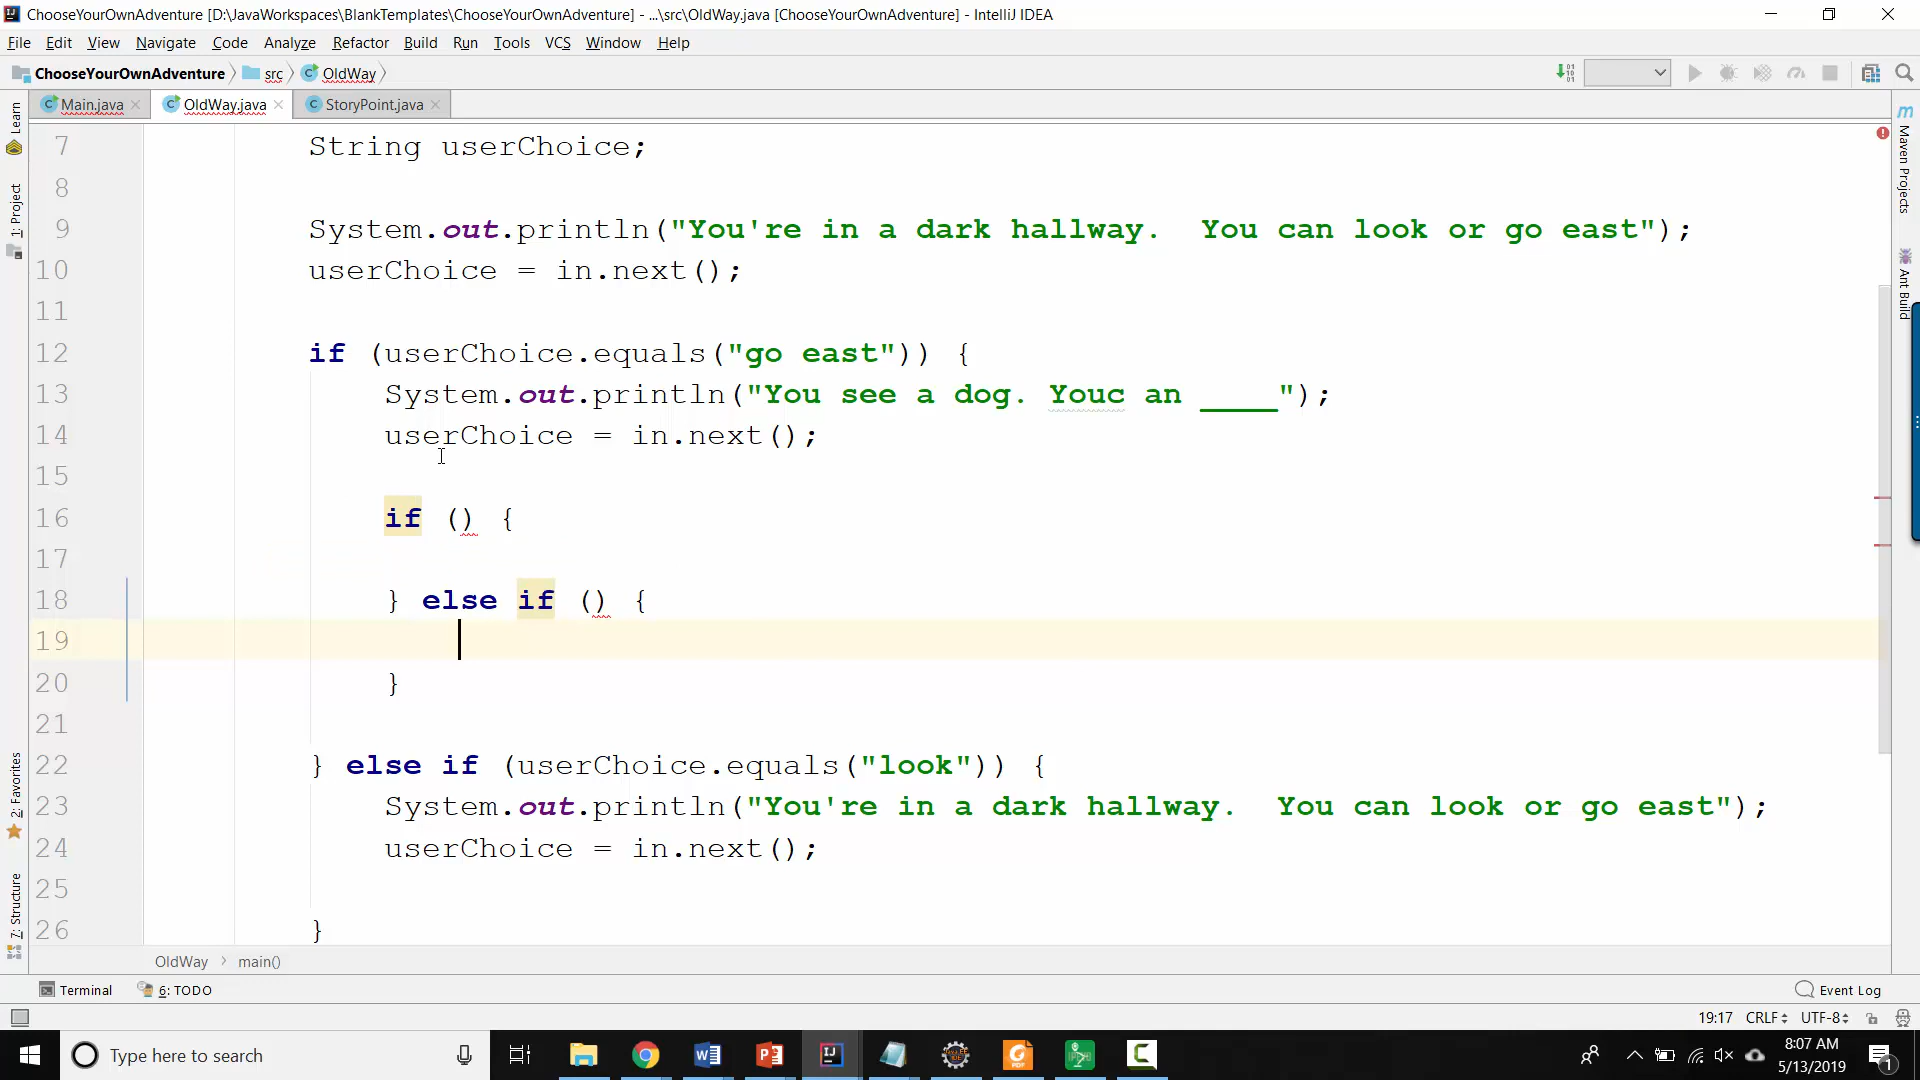 ChooseYourOwnAdventure [D:\JavaWorkspaces\BlankTemplates\ChooseYourOwnAdventure] - ...\src\OldWay.java [ChooseYourOwnAdventure] - IntelliJ IDEA
File Edit View Navigate Code Analyze Refactor Build Run Tools VCS Window Help
ChooseYourOwnAdventure src OldWay
Main.java OldWay.java StoryPoint.java
Learn
1: Project
2: Favorites
7: Structure
Maven Projects
Ant Build
7 String userChoice;
8
9 System.out.println("You're in a dark hallway.  You can look or go east");
10 userChoice = in.next();
11
12 if (userChoice.equals("go east")) {
13 System.out.println("You see a dog. Youc an ____");
14 userChoice = in.next();
15
16 if () {
17
18 } else if () {
19
20 }
21
22 } else if (userChoice.equals("look")) {
23 System.out.println("You're in a dark hallway.  You can look or go east");
24 userChoice = in.next();
25
26 }
OldWay main()
Terminal 6: TODO Event Log
19:17 CRLF UTF-8
Type here to search
8:07 AM
5/13/2019
1